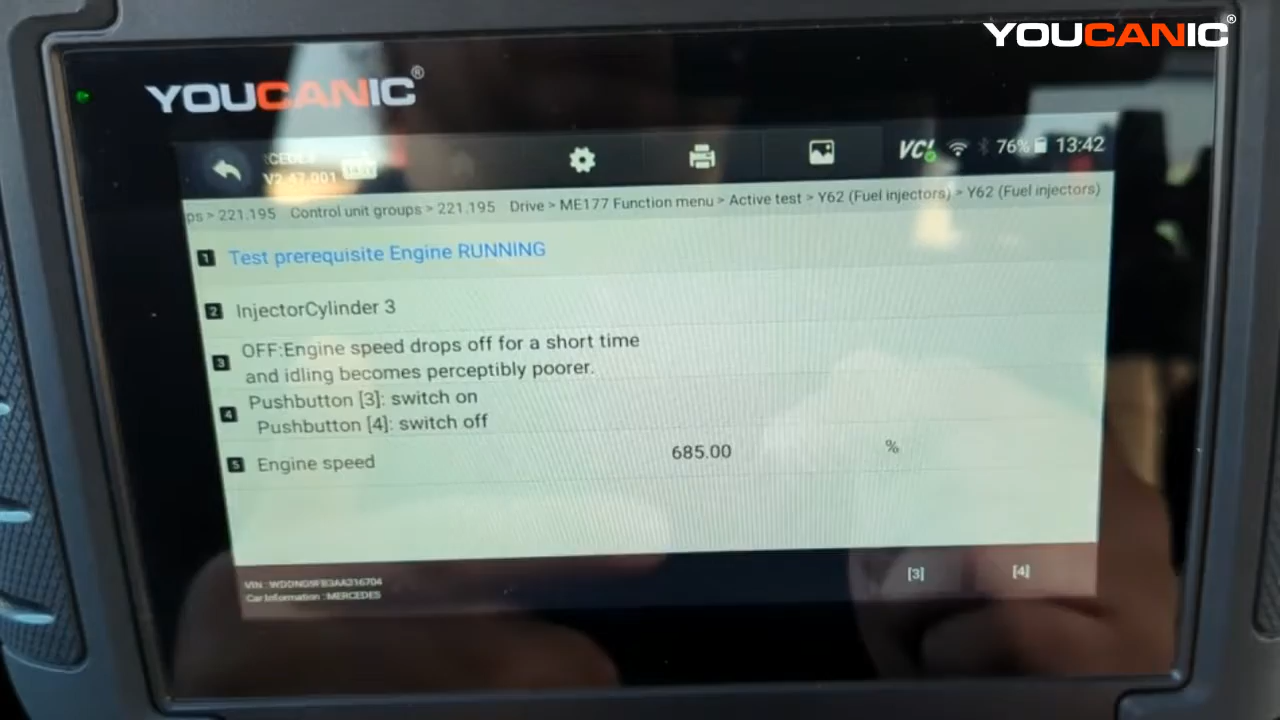 YOUCANIC®
YOUCANIC®
V2.47.001
VCI 76% 13:42
ps > 221.195 Control unit groups > 221.195 Drive > ME177 Function menu > Active test > Y62 (Fuel injectors) > Y62 (Fuel injectors)
1 Test prerequisite Engine RUNNING
2 InjectorCylinder 3
3 OFF:Engine speed drops off for a short time
and idling becomes perceptibly poorer.
4 Pushbutton [3]: switch on
Pushbutton [4]: switch off
5 Engine speed 685.00 %
VIN :
Car Information :MERCEDES
[3] [4]